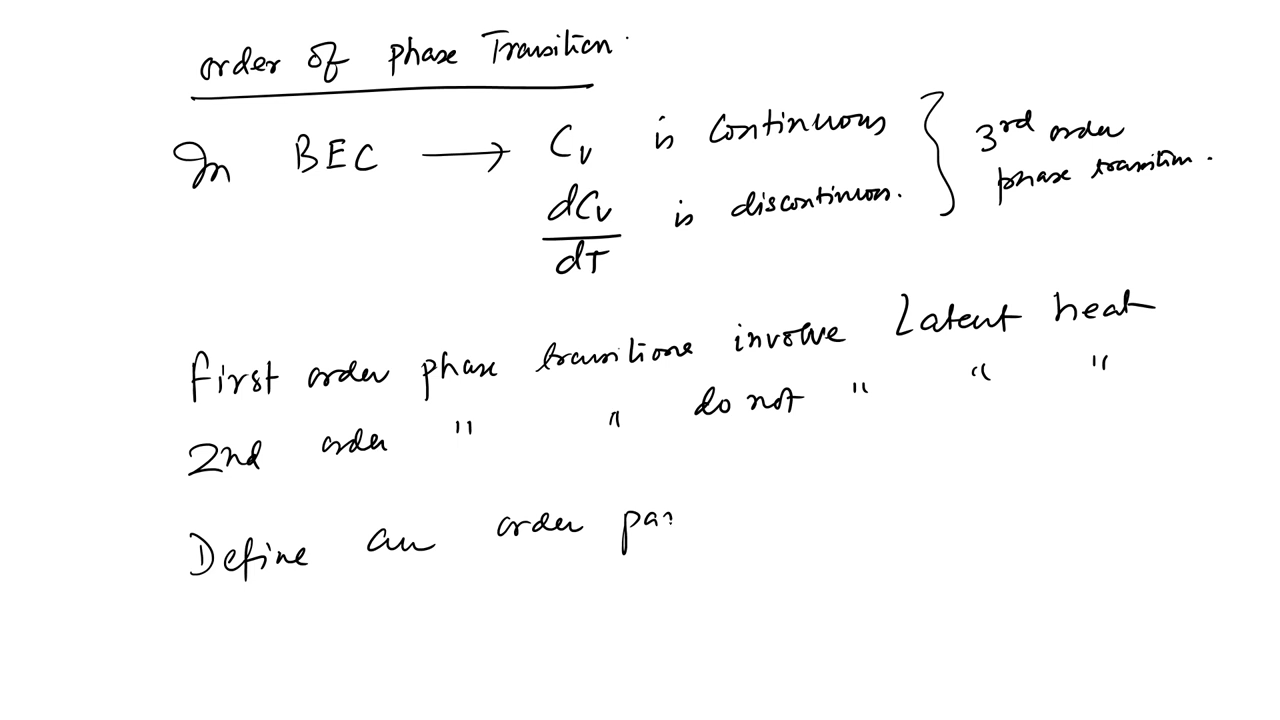 order of phase Transition.
In BEC → Cv is continuous } 3rd order phase transition.
dCv/dT is discontinuous.
First order phase transitions involve Latent heat
2nd order " " do not " " "
Define an order par